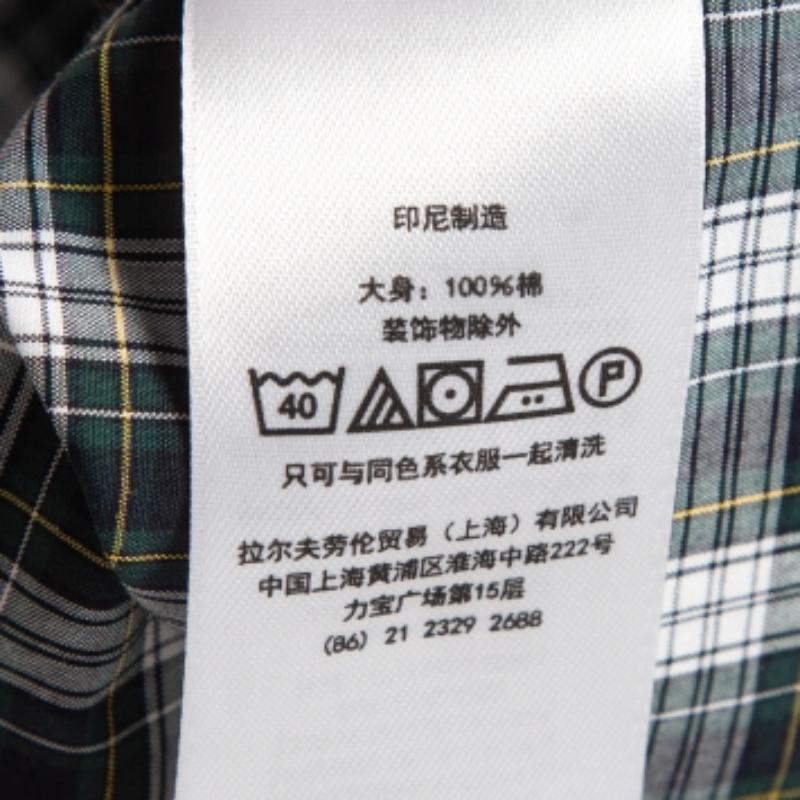 印尼制造
大身：100%棉
装饰物除外
40 P
只可与同色系衣服一起清洗
拉尔夫劳伦贸易（上海）有限公司
中国上海黄浦区淮海中路222号
力宝广场第15层
(86) 21 2329 2688